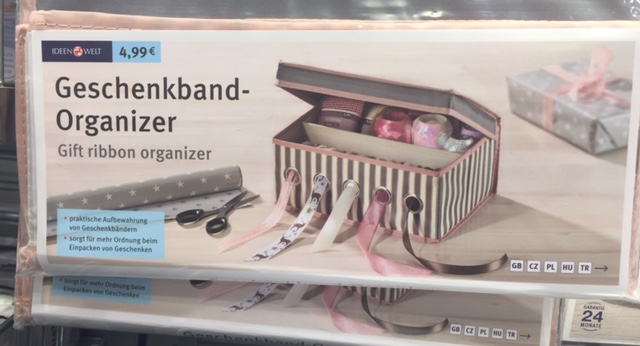 IDEEN WELT 4,99€
Geschenkband-
Organizer
Gift ribbon organizer
• praktische Aufbewahrung
von Geschenkbändern
• sorgt für mehr Ordnung beim
Einpacken von Geschenken
GB CZ PL HU TR →
• sorgt für mehr Ordnung beim
Einpacken von Geschenken
GB CZ PL HU TR →
GARANTIE
24
MONATE